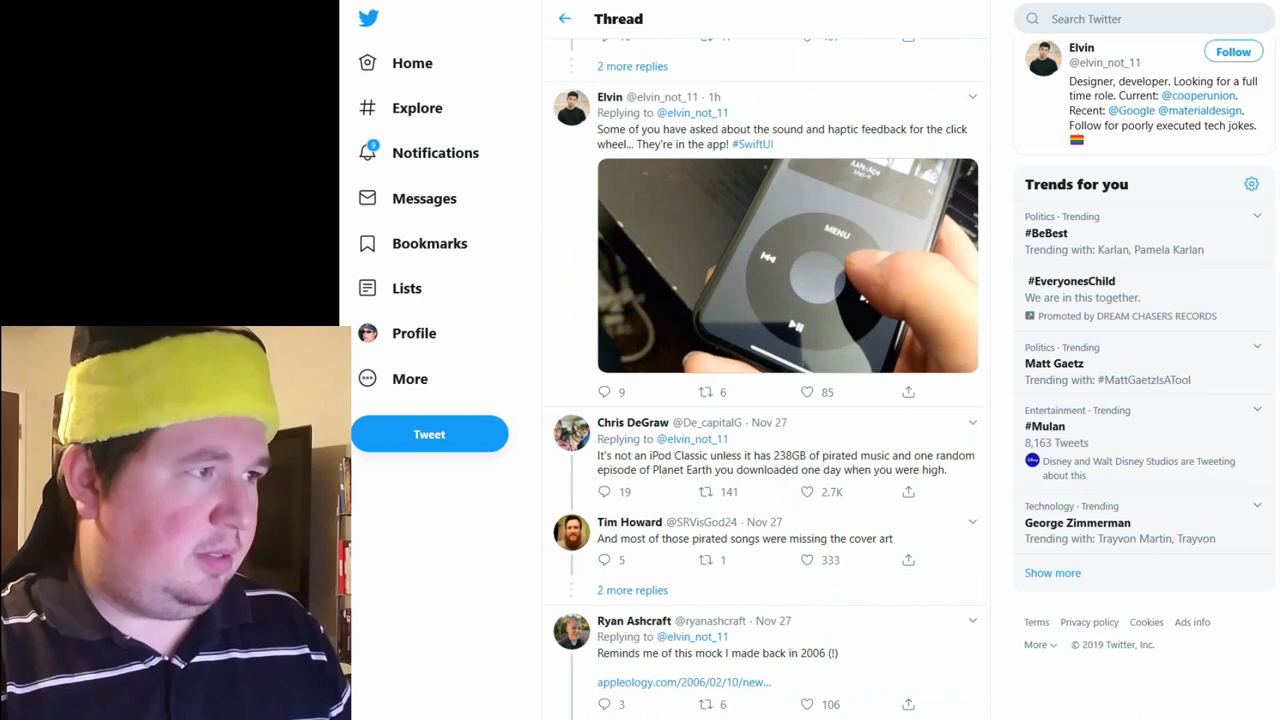 Home
Explore
9
Notifications
Messages
Bookmarks
Lists
Profile
More
Tweet
Thread
2 more replies
Elvin @elvin_not_11 · 1h
Replying to @elvin_not_11
Some of you have asked about the sound and haptic feedback for the click
wheel... They're in the app! #SwiftUI
MENU
9 6 85
Chris DeGraw @De_capitalG · Nov 27
Replying to @elvin_not_11
It's not an iPod Classic unless it has 238GB of pirated music and one random
episode of Planet Earth you downloaded one day when you were high.
19 141 2.7K
Tim Howard @SRVisGod24 · Nov 27
And most of those pirated songs were missing the cover art
5 1 333
2 more replies
Ryan Ashcraft @ryanashcraft · Nov 27
Replying to @elvin_not_11
Reminds me of this mock I made back in 2006 (!)
appleology.com/2006/02/10/new...
3 6 106
Search Twitter
Elvin
@elvin_not_11
Follow
Designer, developer. Looking for a full
time role. Current: @cooperunion.
Recent: @Google @materialdesign.
Follow for poorly executed tech jokes.
Trends for you
Politics · Trending
#BeBest
Trending with: Karlan, Pamela Karlan
#EveryonesChild
We are in this together.
Promoted by DREAM CHASERS RECORDS
Politics · Trending
Matt Gaetz
Trending with: #MattGaetzIsATool
Entertainment · Trending
#Mulan
8,163 Tweets
Disney and Walt Disney Studios are Tweeting
about this
Technology · Trending
George Zimmerman
Trending with: Trayvon Martin, Trayvon
Show more
Terms Privacy policy Cookies Ads info
More © 2019 Twitter, Inc.